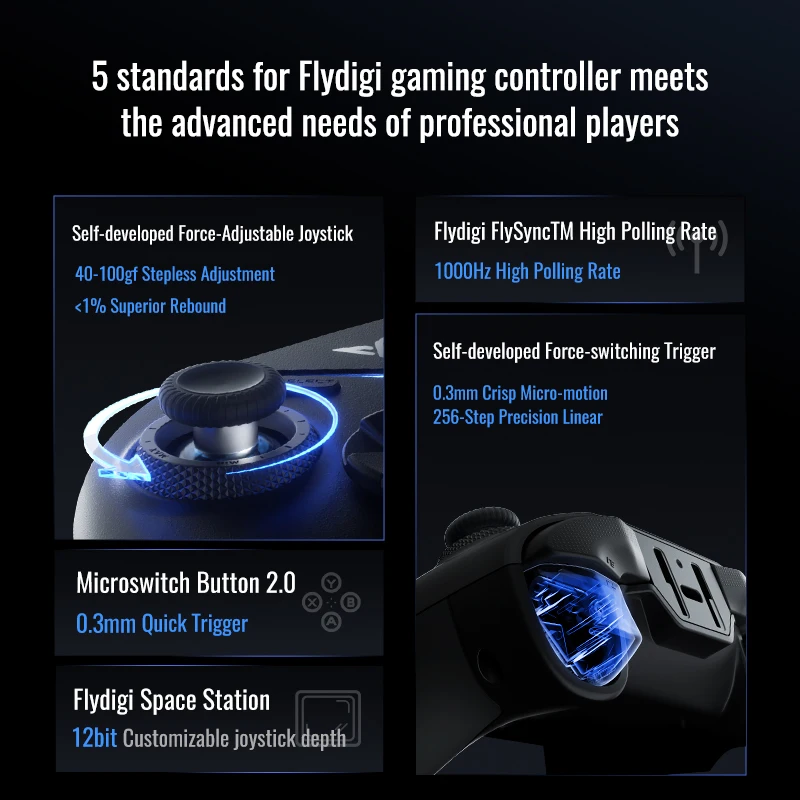 5 standards for Flydigi gaming controller meets
the advanced needs of professional players
Self-developed Force-Adjustable Joystick
40-100gf Stepless Adjustment
<1% Superior Rebound
SELECT
MAX
MIN
Microswitch Button 2.0
0.3mm Quick Trigger
Y
X B
A
Flydigi Space Station
12bit Customizable joystick depth
Flydigi FlySyncTM High Polling Rate
1000Hz High Polling Rate
Self-developed Force-switching Trigger
0.3mm Crisp Micro-motion
256-Step Precision Linear